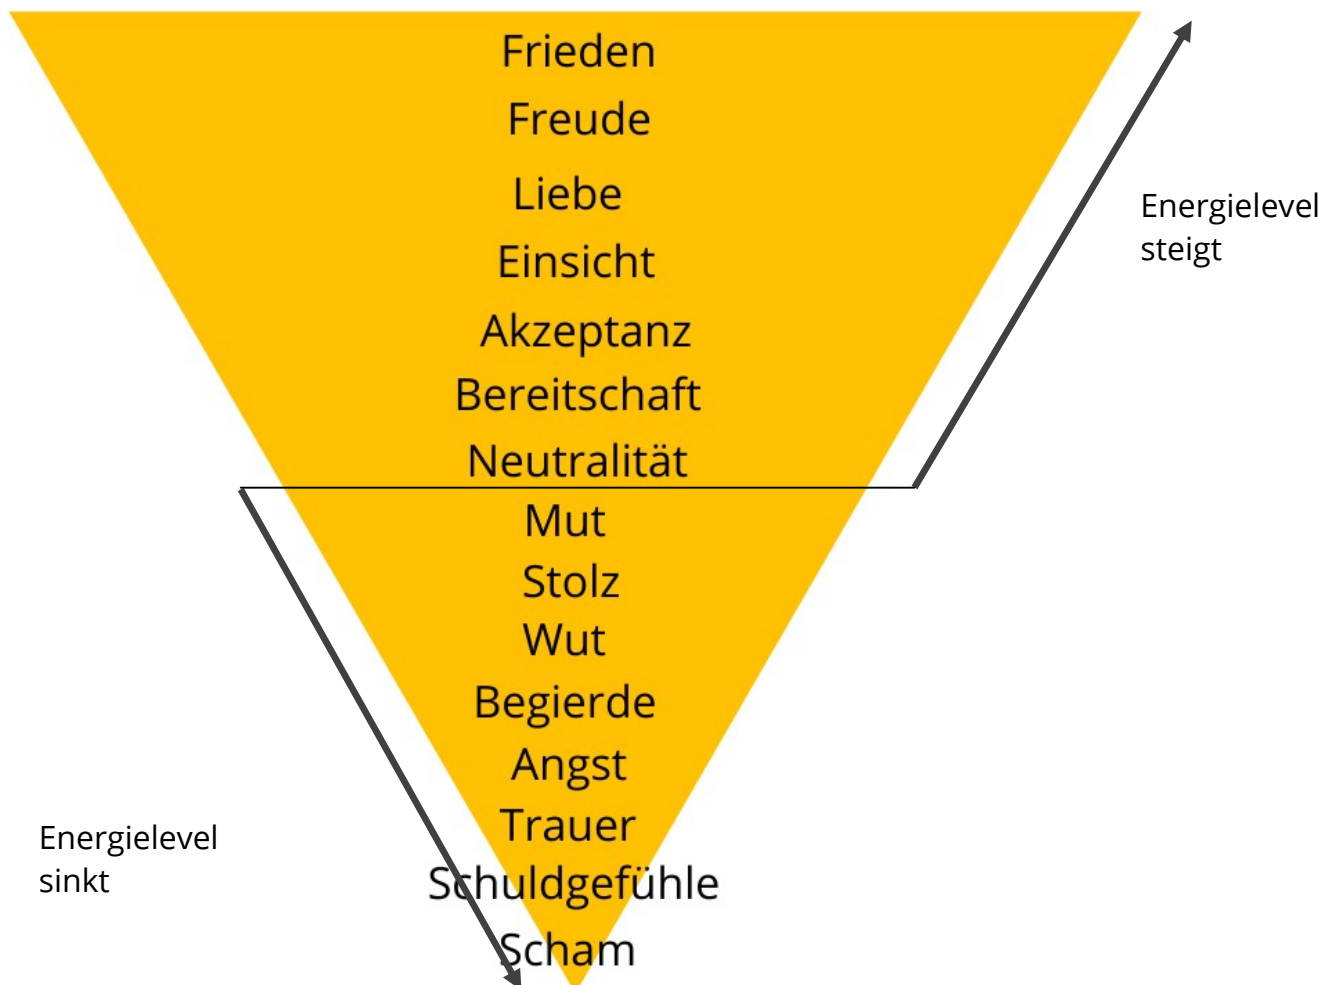 Frieden
Freude
Liebe
Energielevel
steigt
Einsicht
Akzeptanz
Bereitschaft
Neutralität
Mut
Stolz
Wut
Begierde
Angst
Trauer
Energielevel
sinkt
Schuldgefühle
Scham